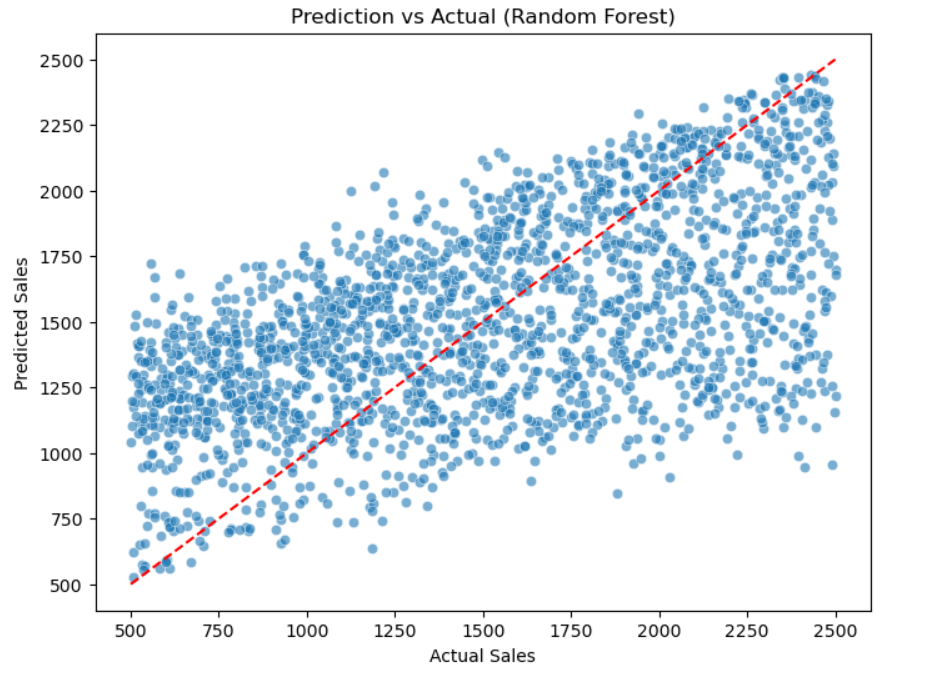 Prediction vs Actual (Random Forest)
2500
2250
2000
1750
1500
1250
1000
750
500
Predicted Sales
500 750 1000 1250 1500 1750 2000 2250 2500
Actual Sales